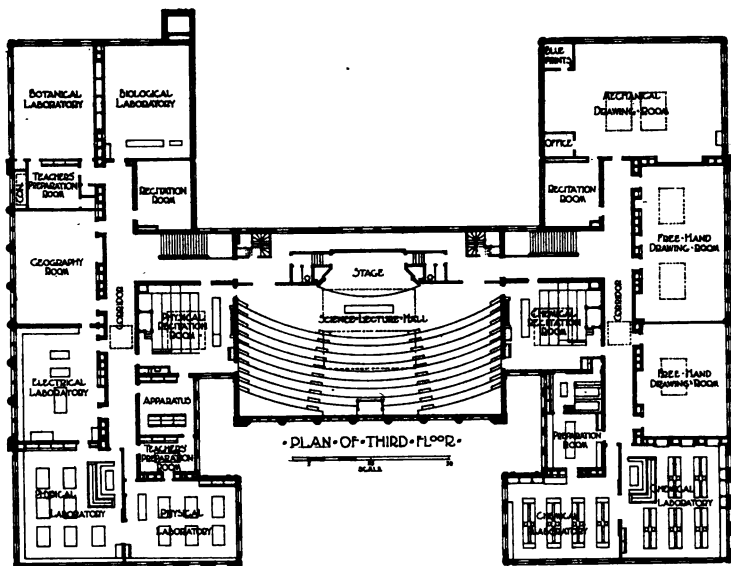 BOTANICAL
LABORATORY
BIOLOGICAL
LABORATORY
TEACHERS'
PREPARATION
ROOM
CON.
RECITATION
ROOM
GEOGRAPHY
ROOM
CORRIDOR
PHYSICAL
RECITATION
ROOM
ELECTRICAL
LABORATORY
APPARATUS
TEACHERS'
PREPARATION
ROOM
PHYSICAL
LABORATORY
PHYSICAL
LABORATORY
STAGE
SCIENCE·LECTURE·HALL
·PLAN·OF·THIRD·FLOOR·
SCALE
BLUE
PRINTS
MECHANICAL
DRAWING·ROOM
OFFICE
RECITATION
ROOM
FREE·HAND
DRAWING·ROOM
CORRIDOR
CHEMICAL
RECITATION
ROOM
FREE·HAND
DRAWING·ROOM
PREPARATION
ROOM
CHEMICAL
LABORATORY
CHEMICAL
LABORATORY